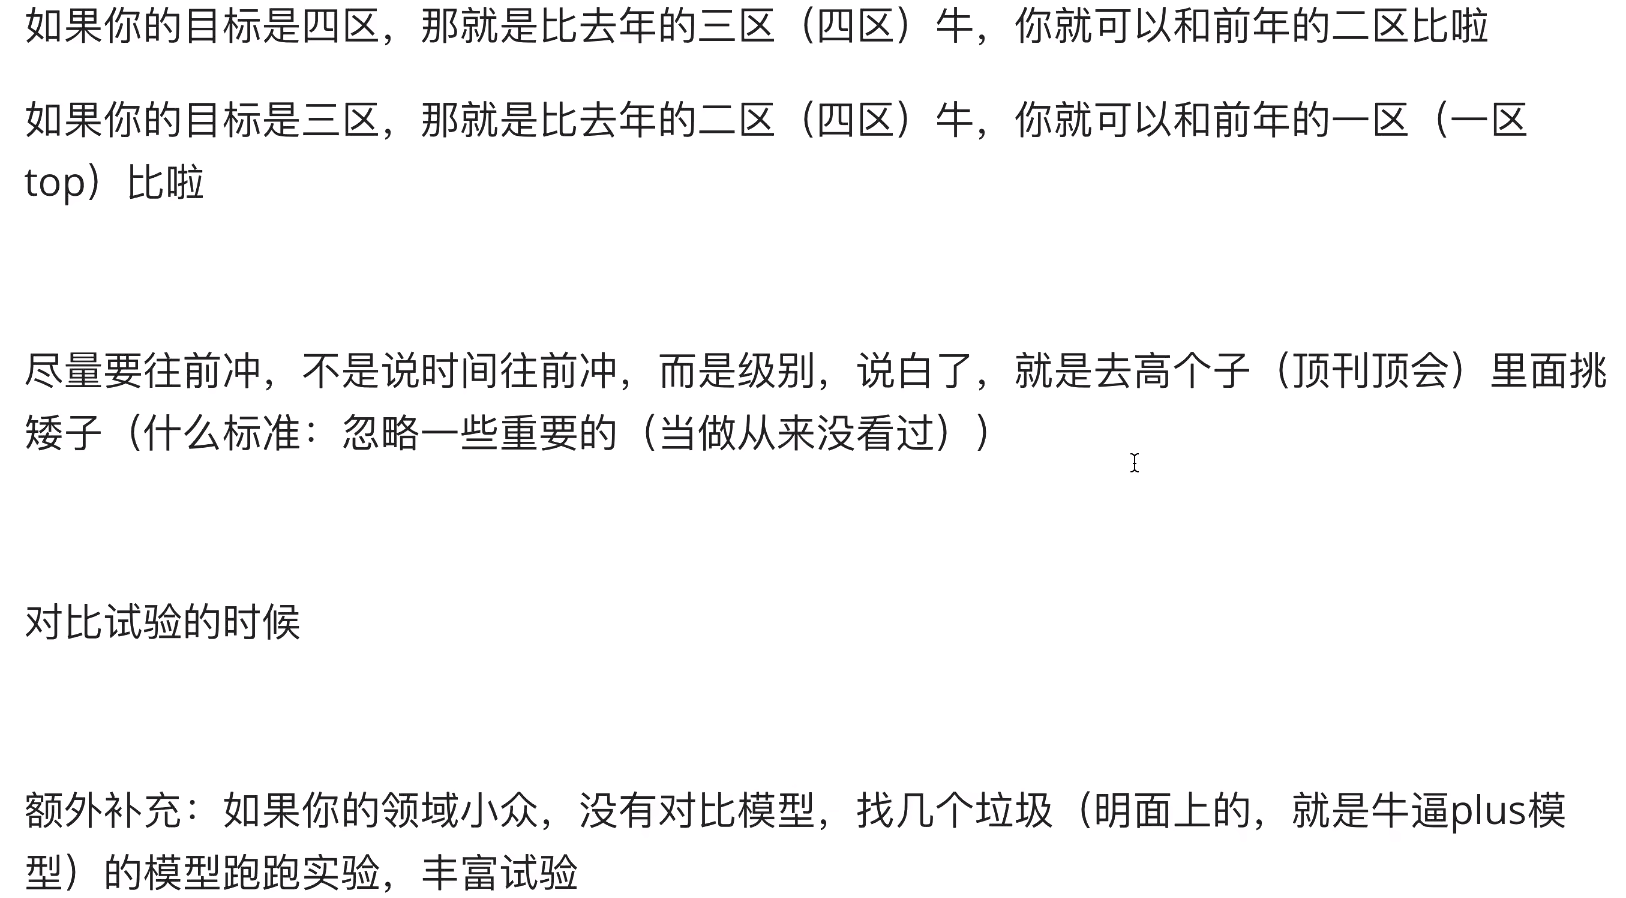 如果你的目标是四区，那就是比去年的三区（四区）牛，你就可以和前年的二区比啦
如果你的目标是三区，那就是比去年的二区（四区）牛，你就可以和前年的一区（一区
top）比啦
尽量要往前冲，不是说时间往前冲，而是级别，说白了，就是去高个子（顶刊顶会）里面挑
矮子（什么标准：忽略一些重要的（当做从来没看过））
对比试验的时候
额外补充：如果你的领域小众，没有对比模型，找几个垃圾（明面上的，就是牛逼plus模
型）的模型跑跑实验，丰富试验